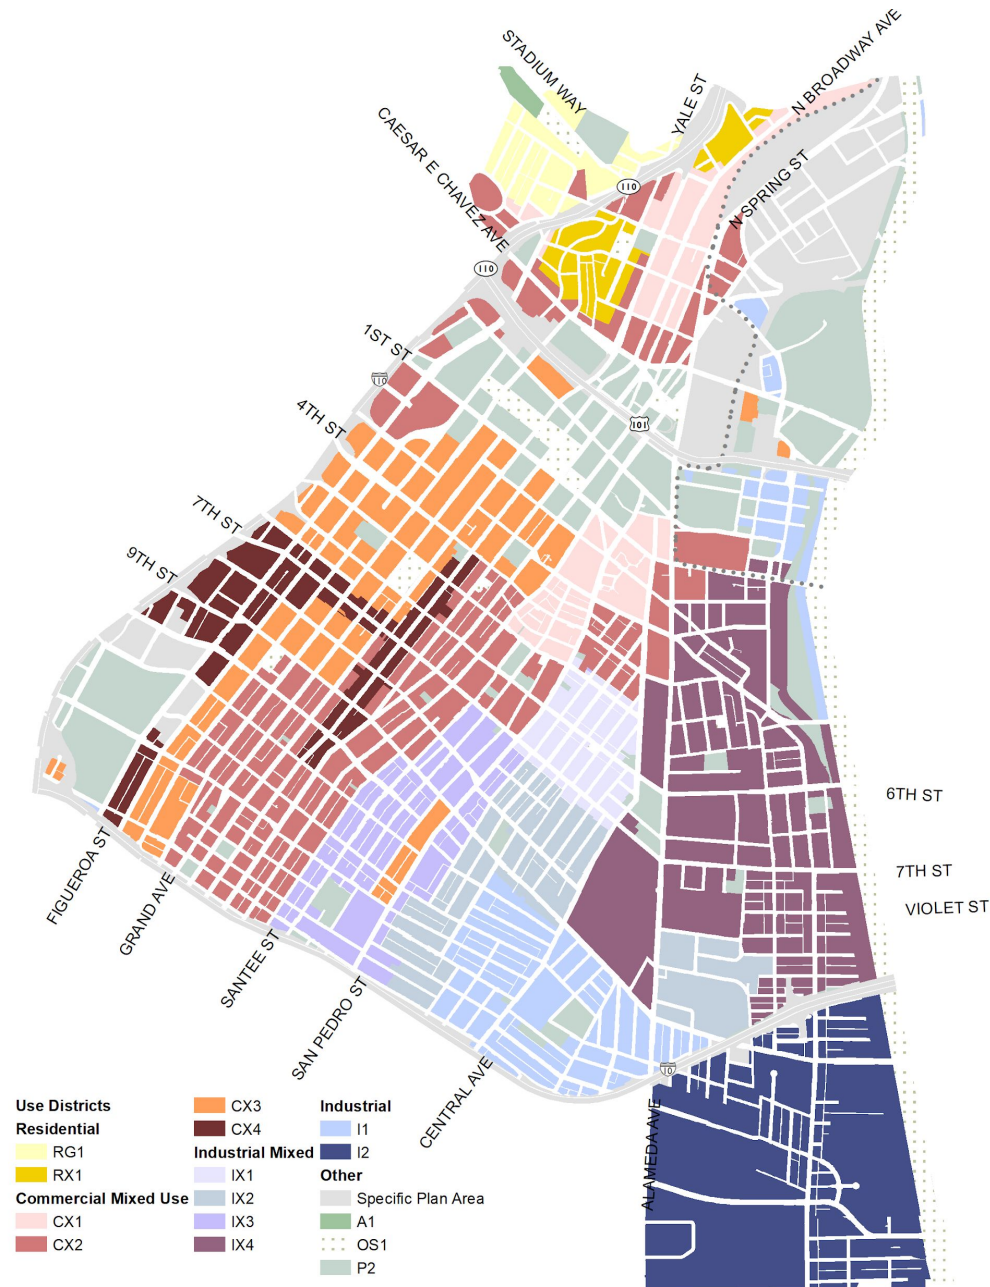 STADIUM WAY
N BROADWAY AVE
YALE ST
CAESAR E CHAVEZ AVE
110
N SPRING ST
110
1ST ST
110
4TH ST
101
7TH ST
9TH ST
6TH ST
7TH ST
VIOLET ST
FIGUEROA ST
GRAND AVE
SANTEE ST
SAN PEDRO ST
CENTRAL AVE
10
ALAMEDA AVE
Use Districts
Residential
RG1
RX1
Commercial Mixed Use
CX1
CX2
CX3
CX4
Industrial Mixed
IX1
IX2
IX3
IX4
Industrial
I1
I2
Other
Specific Plan Area
A1
OS1
P2